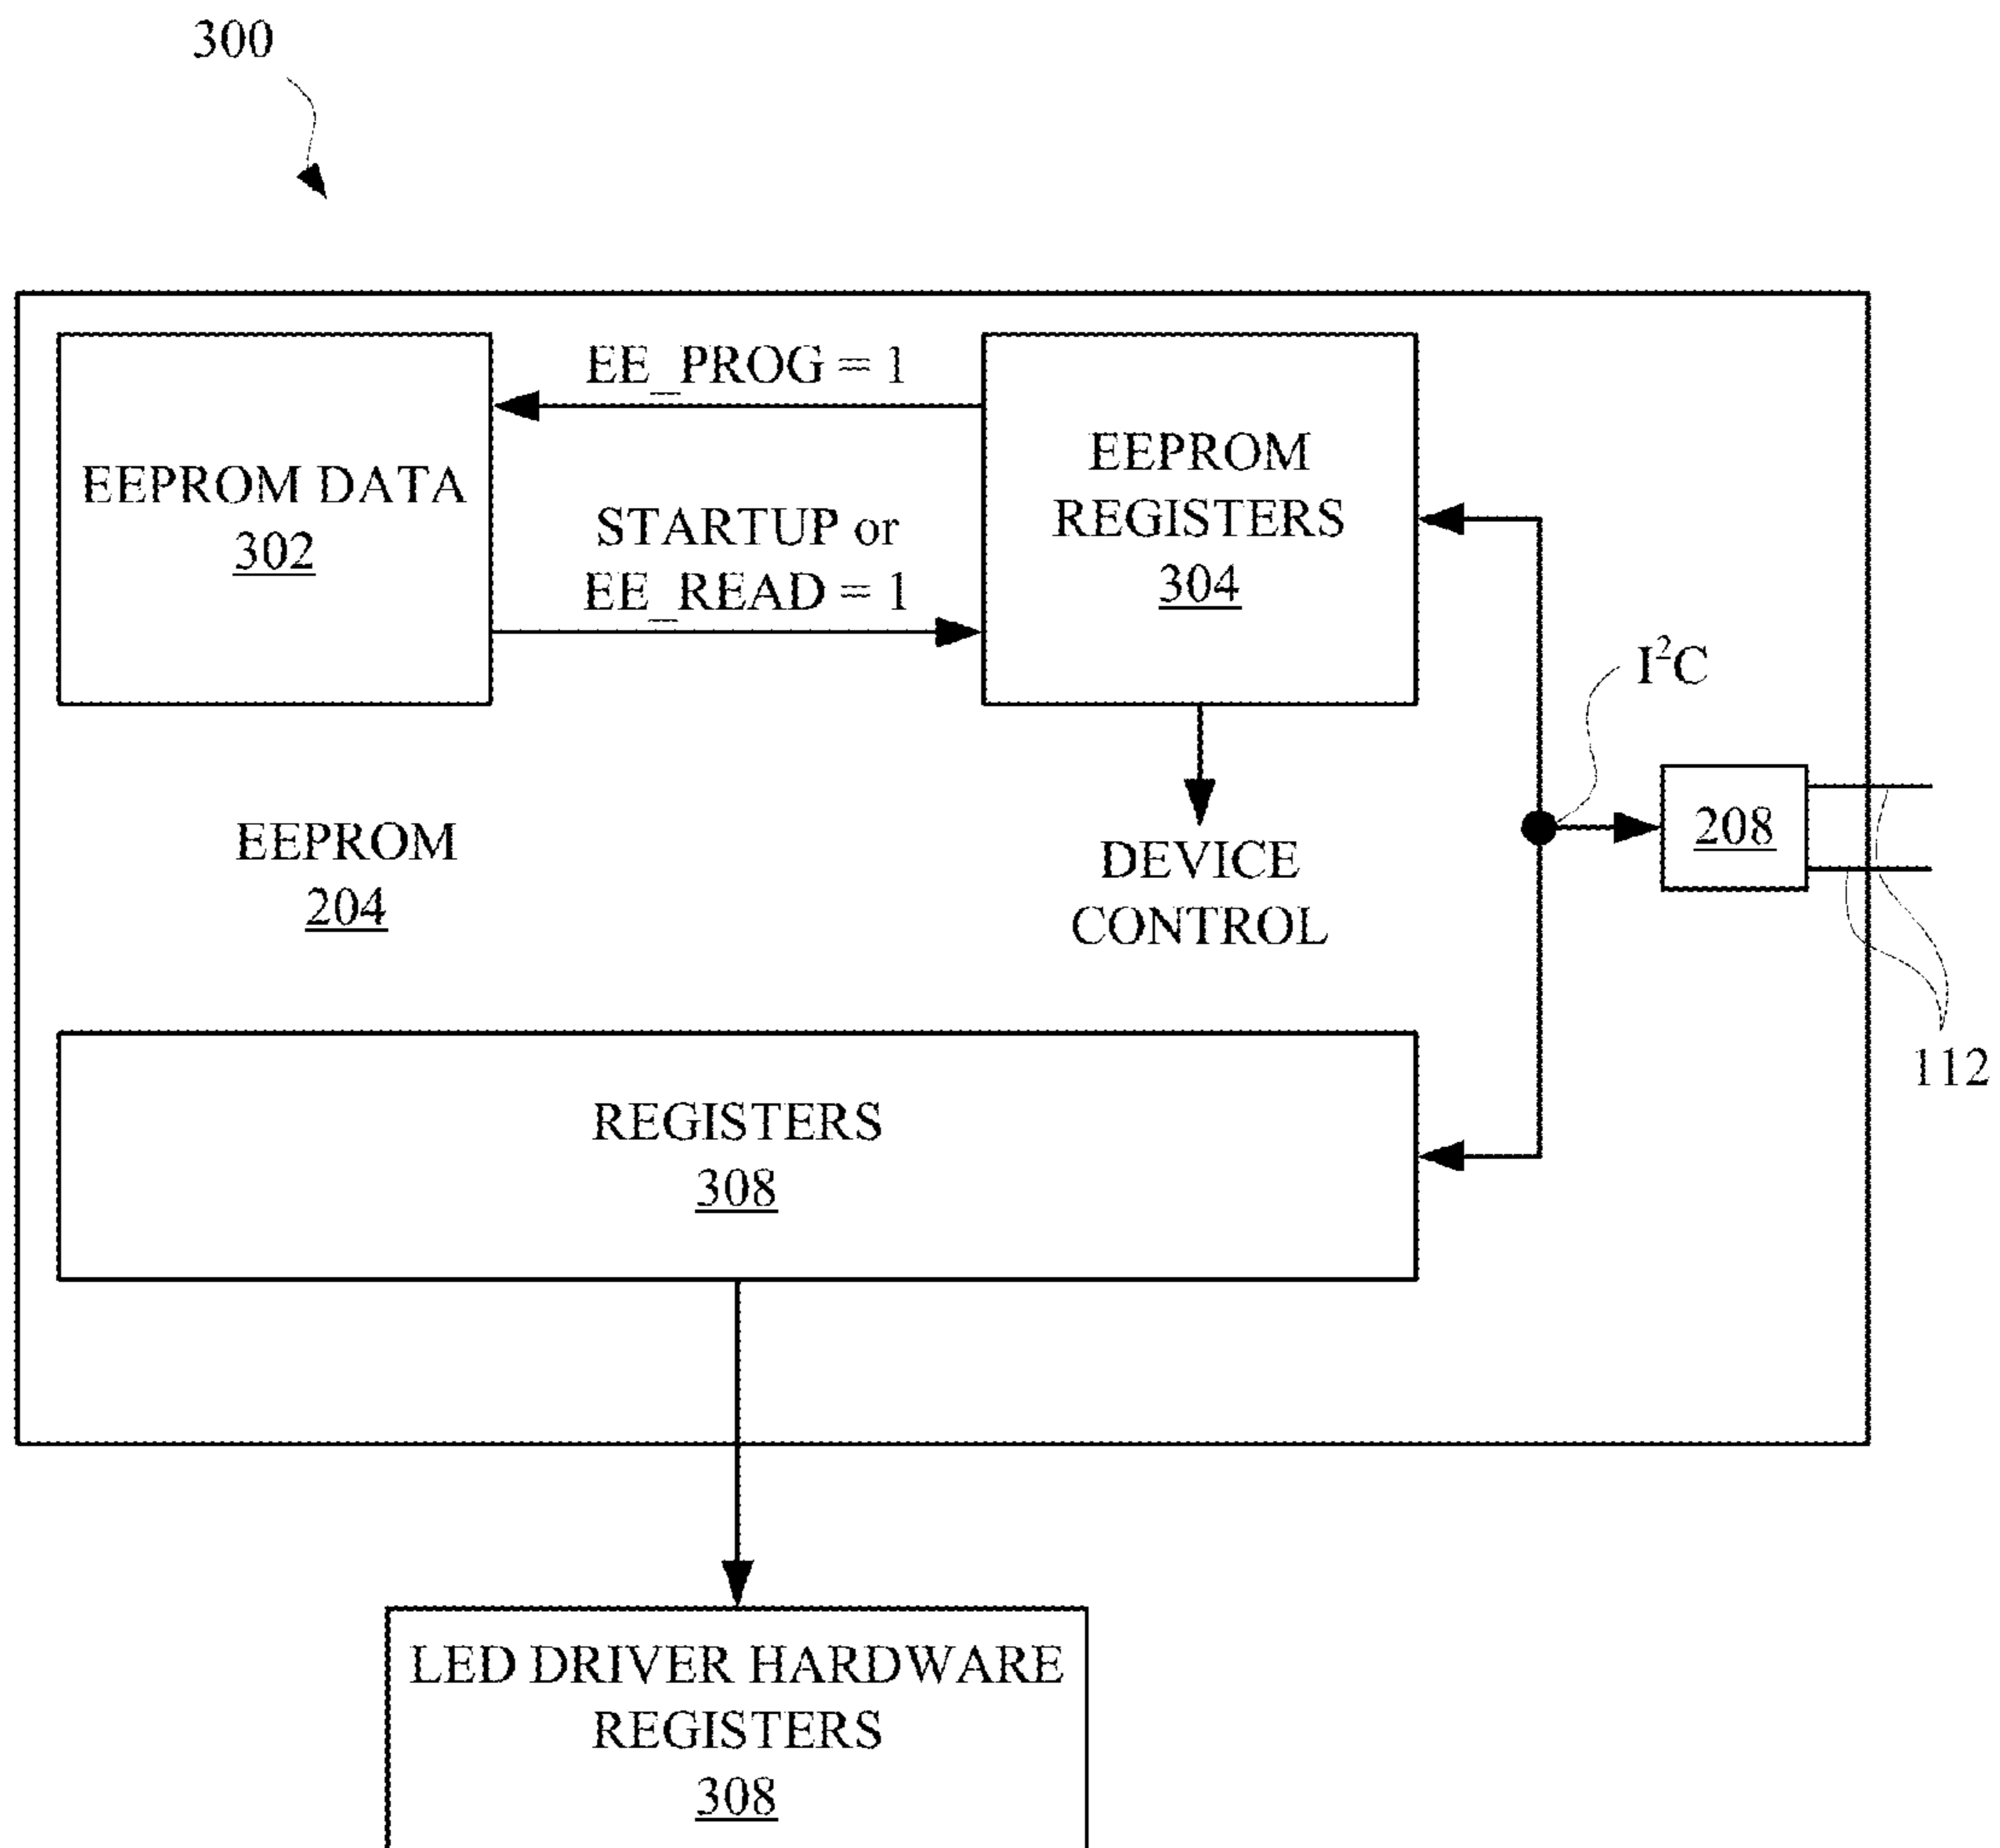 300
EE_PROG = 1
EEPROM DATA
302
STARTUP or
EE_READ = 1
EEPROM
REGISTERS
304
I²C
208
EEPROM
204
DEVICE
CONTROL
112
REGISTERS
308
LED DRIVER HARDWARE
REGISTERS
308